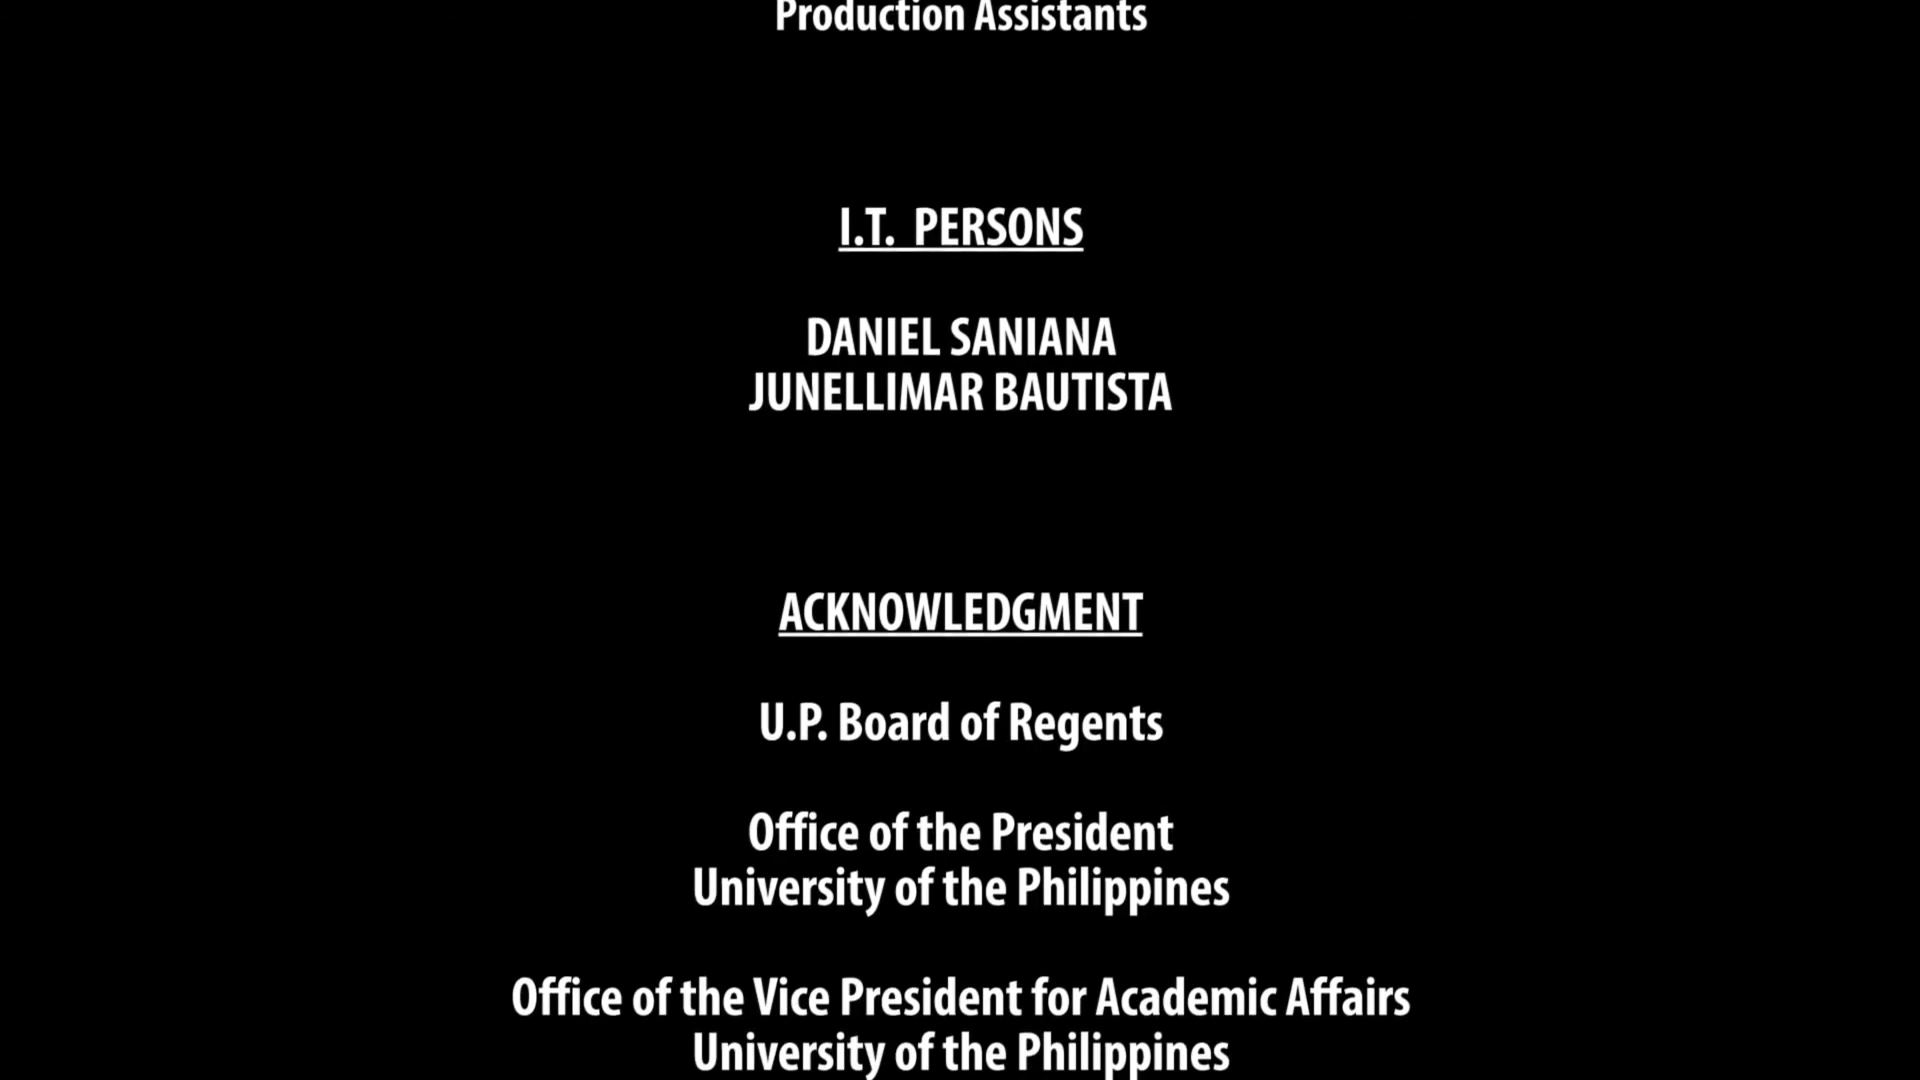 Production Assistants
I.T. PERSONS
DANIEL SANIANA
JUNELLIMAR BAUTISTA
ACKNOWLEDGMENT
U.P. Board of Regents
Office of the President
University of the Philippines
Office of the Vice President for Academic Affairs
University of the Philippines